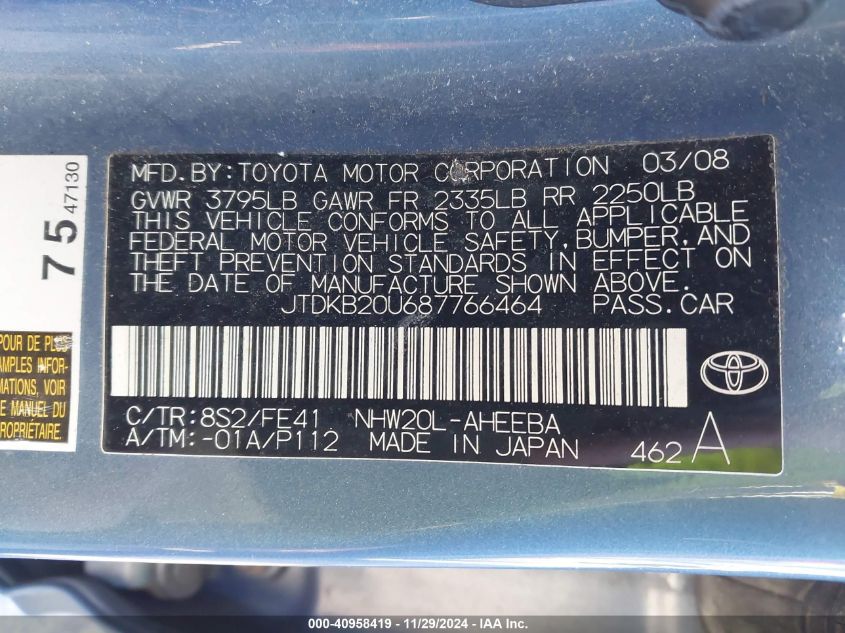 MFD.BY:TOYOTA MOTOR CORPORATION 03/08
GVWR 3795LB GAWR FR 2335LB RR 2250LB
THIS VEHICLE CONFORMS TO ALL APPLICABLE
FEDERAL MOTOR VEHICLE SAFETY,BUMPER,AND
THEFT PREVENTION STANDARDS IN EFFECT ON
THE DATE OF MANUFACTURE SHOWN ABOVE.
JTDKB20U687766464 PASS.CAR
C/TR:8S2/FE41 NHW20L-AHEEBA
A/TM:-01A/P112 MADE IN JAPAN 462 A
75 47130
POUR DE PLUS
AMPLES INFOR-
MATIONS, VOIR
LE MANUEL DU
PROPRIÉTAIRE.
000-40958419 - 11/29/2024 - IAAI.COM